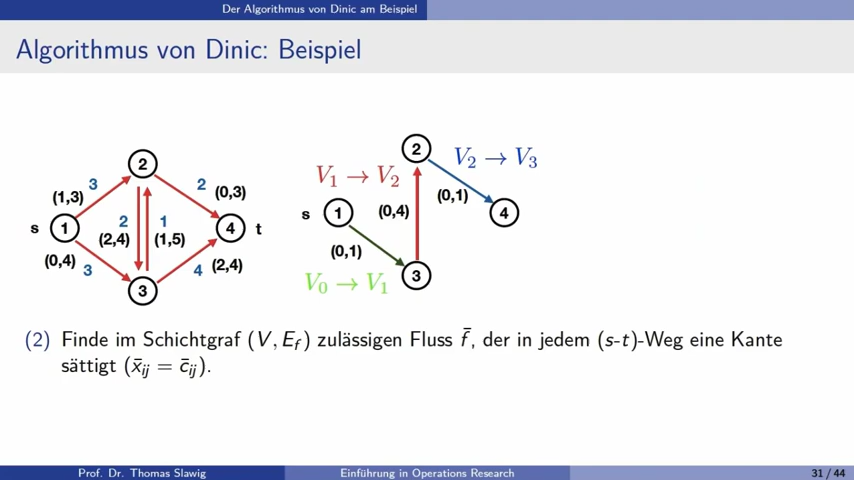 Der Algorithmus von Dinic am Beispiel
Algorithmus von Dinic: Beispiel
2
3
2
(1,3)
(0,3)
s
1
2
1
4
t
(2,4)
(1,5)
(0,4)
3
4
(2,4)
3
2
V₂ → V₃
V₁ → V₂
(0,1)
s
1
(0,4)
4
(0,1)
3
V₀ → V₁
(2) Finde im Schichtgraf (V, E_f) zulässigen Fluss f̄, der in jedem (s-t)-Weg eine Kante
sättigt (x̄_ij = c̄_ij).
Prof. Dr. Thomas Slawig
Einführung in Operations Research
31 / 44